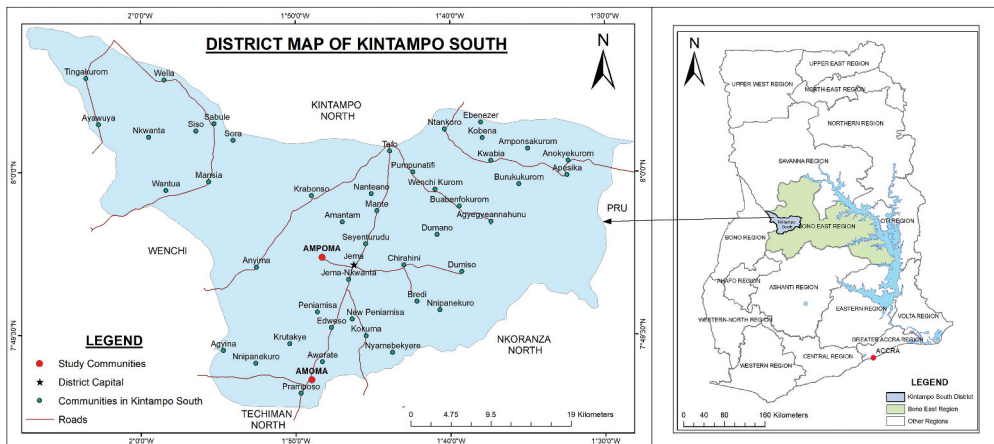 2°0'0"W
1°50'0"W
1°40'0"W
1°30'0"W
DISTRICT MAP OF KINTAMPO SOUTH
N
Tingakurom
Wella
KINTAMPO
NORTH
Ayawuya
Nkwanta
Siso
Sabule
Sora
Ntankoro
Ebenezer
Kobena
Amponsakurom
Tafo
Kwabia
Anokyekurom
Apesika
8°0'0"N
8°0'0"N
Pumpunatifi
Wantua
Mansia
Krabonso
Nanteano
Wenchi Kurom
Burukukurom
Mante
Buabenfokurom
Agyegyeannahunu
PRU
Amantam
Dumano
Seyenturudu
WENCHI
AMPOMA
Jema
Chirahini
Dumiso
Anyima
Jema-Nkwanta
Bredi
Nnipanekuro
Peniamisa
New Peniamisa
Edweso
Kokuma
7°49'30"N
7°49'30"N
LEGEND
Study Communities
District Capital
Communities in Kintampo South
Roads
Agyina
Krutakye
Nyamebekyere
NKORANZA
NORTH
Nnipanekuro
Awarate
AMOMA
Pramposo
TECHIMAN
NORTH
0 4.75 9.5 19 Kilometers
2°0'0"W
1°50'0"W
1°40'0"W
1°30'0"W
N
UPPER EAST REGION
UPPER WEST REGION
NORTH-EAST REGION
NORTHERN REGION
SAVANNA REGION
Kintampo
South
BONO EAST REGION
OTI REGION
BONO REGION
AHAFO REGION
ASHANTI REGION
EASTERN REGION
VOLTA REGION
WESTERN-NORTH REGION
GREATER ACCRA REGION
CENTRAL REGION
ACCRA
WESTERN REGION
LEGEND
Kintampo South District
Bono East Region
Other Regions
0 40 80 160 Kilometers